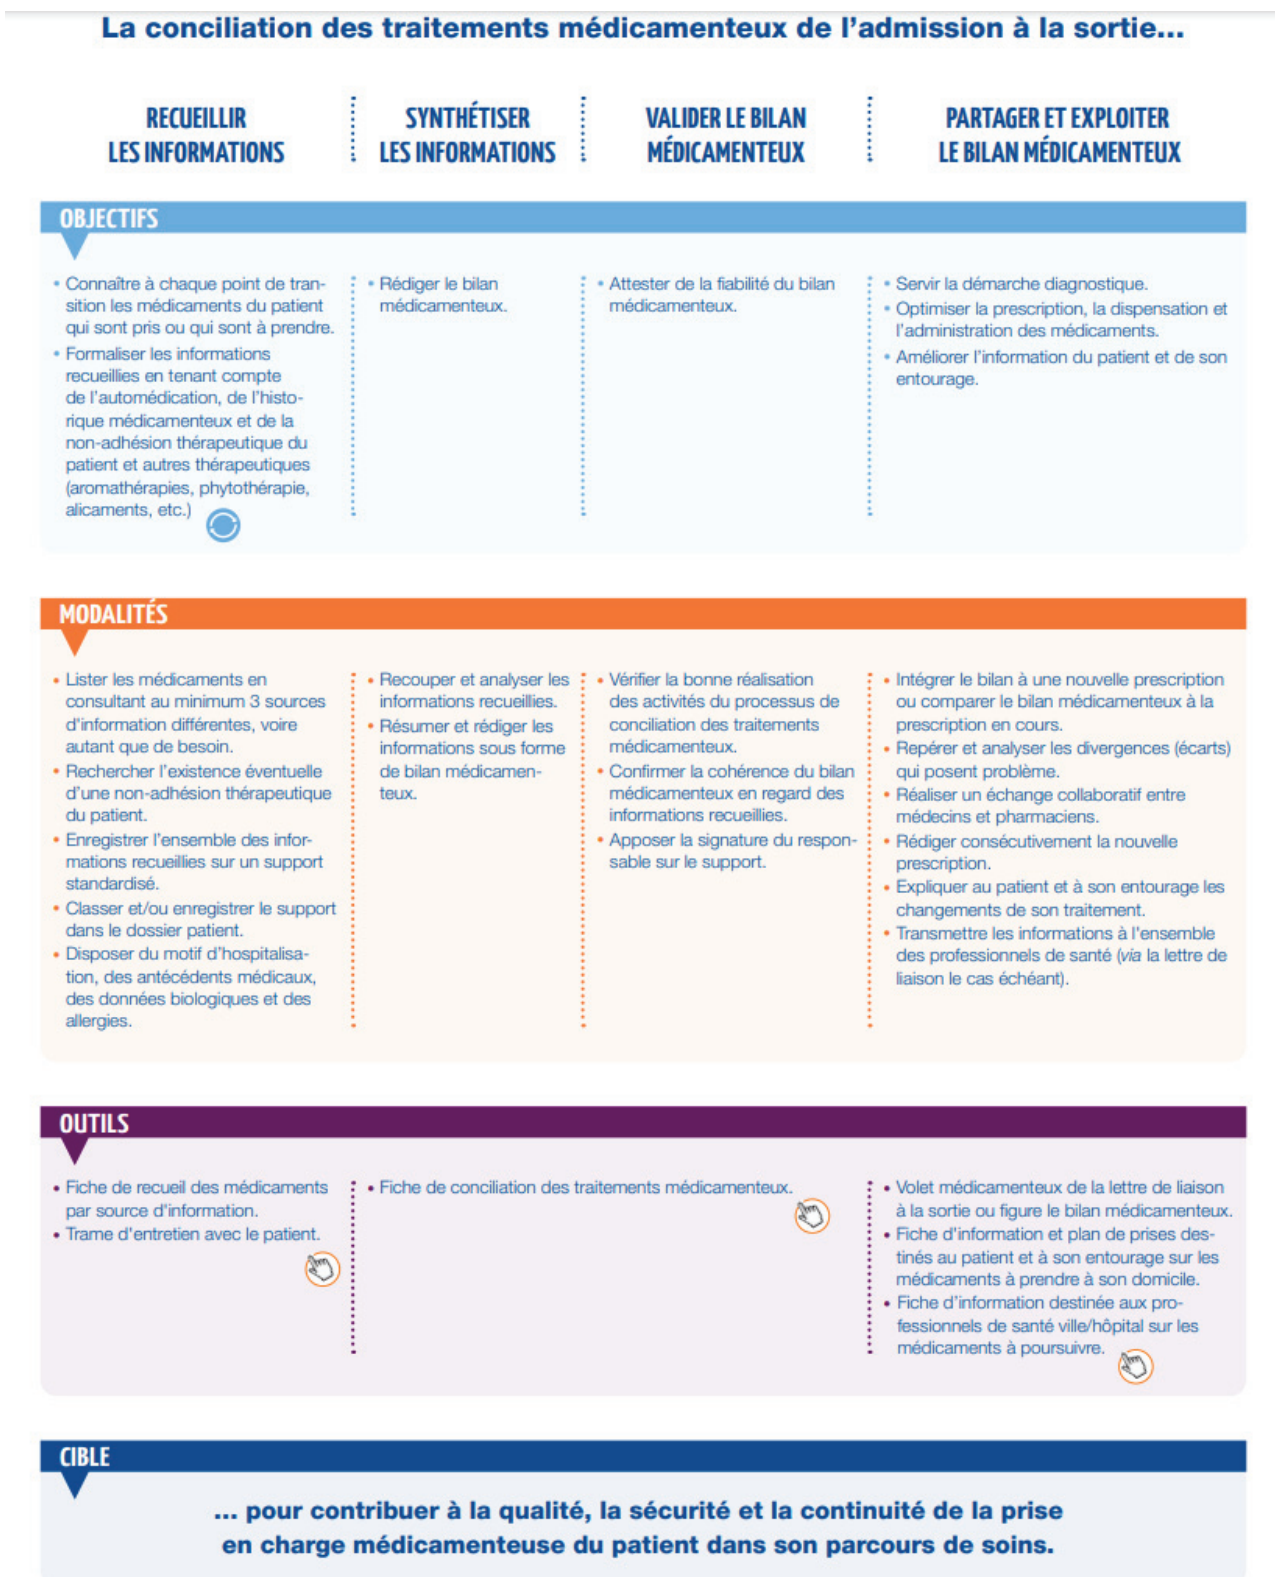 La conciliation des traitements médicamenteux de l'admission à la sortie...
RECUEILLIR
LES INFORMATIONS
SYNTHÉTISER
LES INFORMATIONS
VALIDER LE BILAN
MÉDICAMENTEUX
PARTAGER ET EXPLOITER
LE BILAN MÉDICAMENTEUX
OBJECTIFS
• Connaître à chaque point de tran-
sition les médicaments du patient
qui sont pris ou qui sont à prendre.
• Formaliser les informations
recueillies en tenant compte
de l'automédication, de l'histo-
rique médicamenteux et de la
non-adhésion thérapeutique du
patient et autres thérapeutiques
(aromathérapies, phytothérapie,
alicaments, etc.)
• Rédiger le bilan
médicamenteux.
• Attester de la fiabilité du bilan
médicamenteux.
• Servir la démarche diagnostique.
• Optimiser la prescription, la dispensation et
l'administration des médicaments.
• Améliorer l'information du patient et de son
entourage.
MODALITÉS
• Lister les médicaments en
consultant au minimum 3 sources
d'information différentes, voire
autant que de besoin.
• Rechercher l'existence éventuelle
d'une non-adhésion thérapeutique
du patient.
• Enregistrer l'ensemble des infor-
mations recueillies sur un support
standardisé.
• Classer et/ou enregistrer le support
dans le dossier patient.
• Disposer du motif d'hospitalisa-
tion, des antécédents médicaux,
des données biologiques et des
allergies.
• Recouper et analyser les
informations recueillies.
• Résumer et rédiger les
informations sous forme
de bilan médicamen-
teux.
• Vérifier la bonne réalisation
des activités du processus de
conciliation des traitements
médicamenteux.
• Confirmer la cohérence du bilan
médicamenteux en regard des
informations recueillies.
• Apposer la signature du respon-
sable sur le support.
• Intégrer le bilan à une nouvelle prescription
ou comparer le bilan médicamenteux à la
prescription en cours.
• Repérer et analyser les divergences (écarts)
qui posent problème.
• Réaliser un échange collaboratif entre
médecins et pharmaciens.
• Rédiger consécutivement la nouvelle
prescription.
• Expliquer au patient et à son entourage les
changements de son traitement.
• Transmettre les informations à l'ensemble
des professionnels de santé (via la lettre de
liaison le cas échéant).
OUTILS
• Fiche de recueil des médicaments
par source d'information.
• Trame d'entretien avec le patient.
• Fiche de conciliation des traitements médicamenteux.
• Volet médicamenteux de la lettre de liaison
à la sortie ou figure le bilan médicamenteux.
• Fiche d'information et plan de prises des-
tinés au patient et à son entourage sur les
médicaments à prendre à son domicile.
• Fiche d'information destinée aux pro-
fessionnels de santé ville/hôpital sur les
médicaments à poursuivre.
CIBLE
... pour contribuer à la qualité, la sécurité et la continuité de la prise
en charge médicamenteuse du patient dans son parcours de soins.